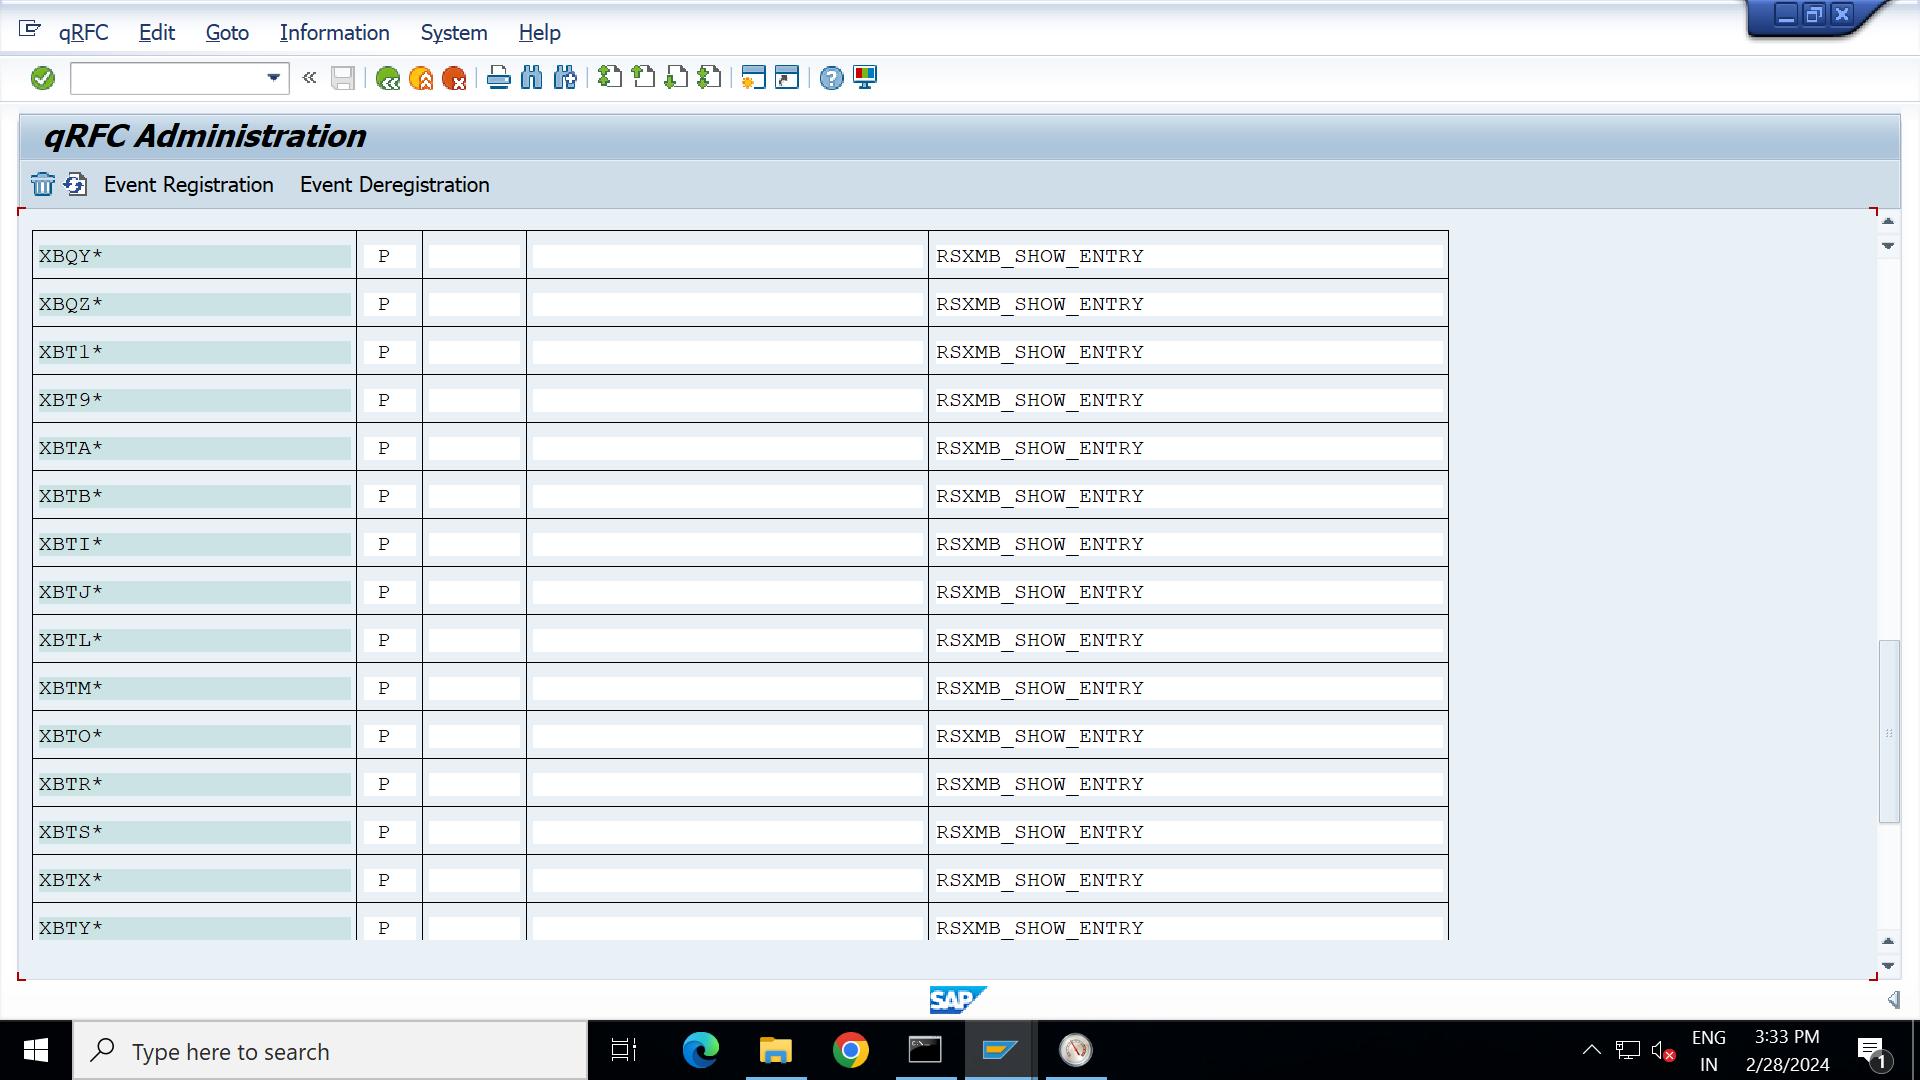 qRFC Edit Goto Information System Help
qRFC Administration
Event Registration Event Deregistration
XBQY* P RSXMB_SHOW_ENTRY
XBQZ* P RSXMB_SHOW_ENTRY
XBT1* P RSXMB_SHOW_ENTRY
XBT9* P RSXMB_SHOW_ENTRY
XBTA* P RSXMB_SHOW_ENTRY
XBTB* P RSXMB_SHOW_ENTRY
XBTI* P RSXMB_SHOW_ENTRY
XBTJ* P RSXMB_SHOW_ENTRY
XBTL* P RSXMB_SHOW_ENTRY
XBTM* P RSXMB_SHOW_ENTRY
XBTO* P RSXMB_SHOW_ENTRY
XBTR* P RSXMB_SHOW_ENTRY
XBTS* P RSXMB_SHOW_ENTRY
XBTX* P RSXMB_SHOW_ENTRY
XBTY* P RSXMB_SHOW_ENTRY
SAP
Type here to search
ENG 3:33 PM
IN 2/28/2024 1